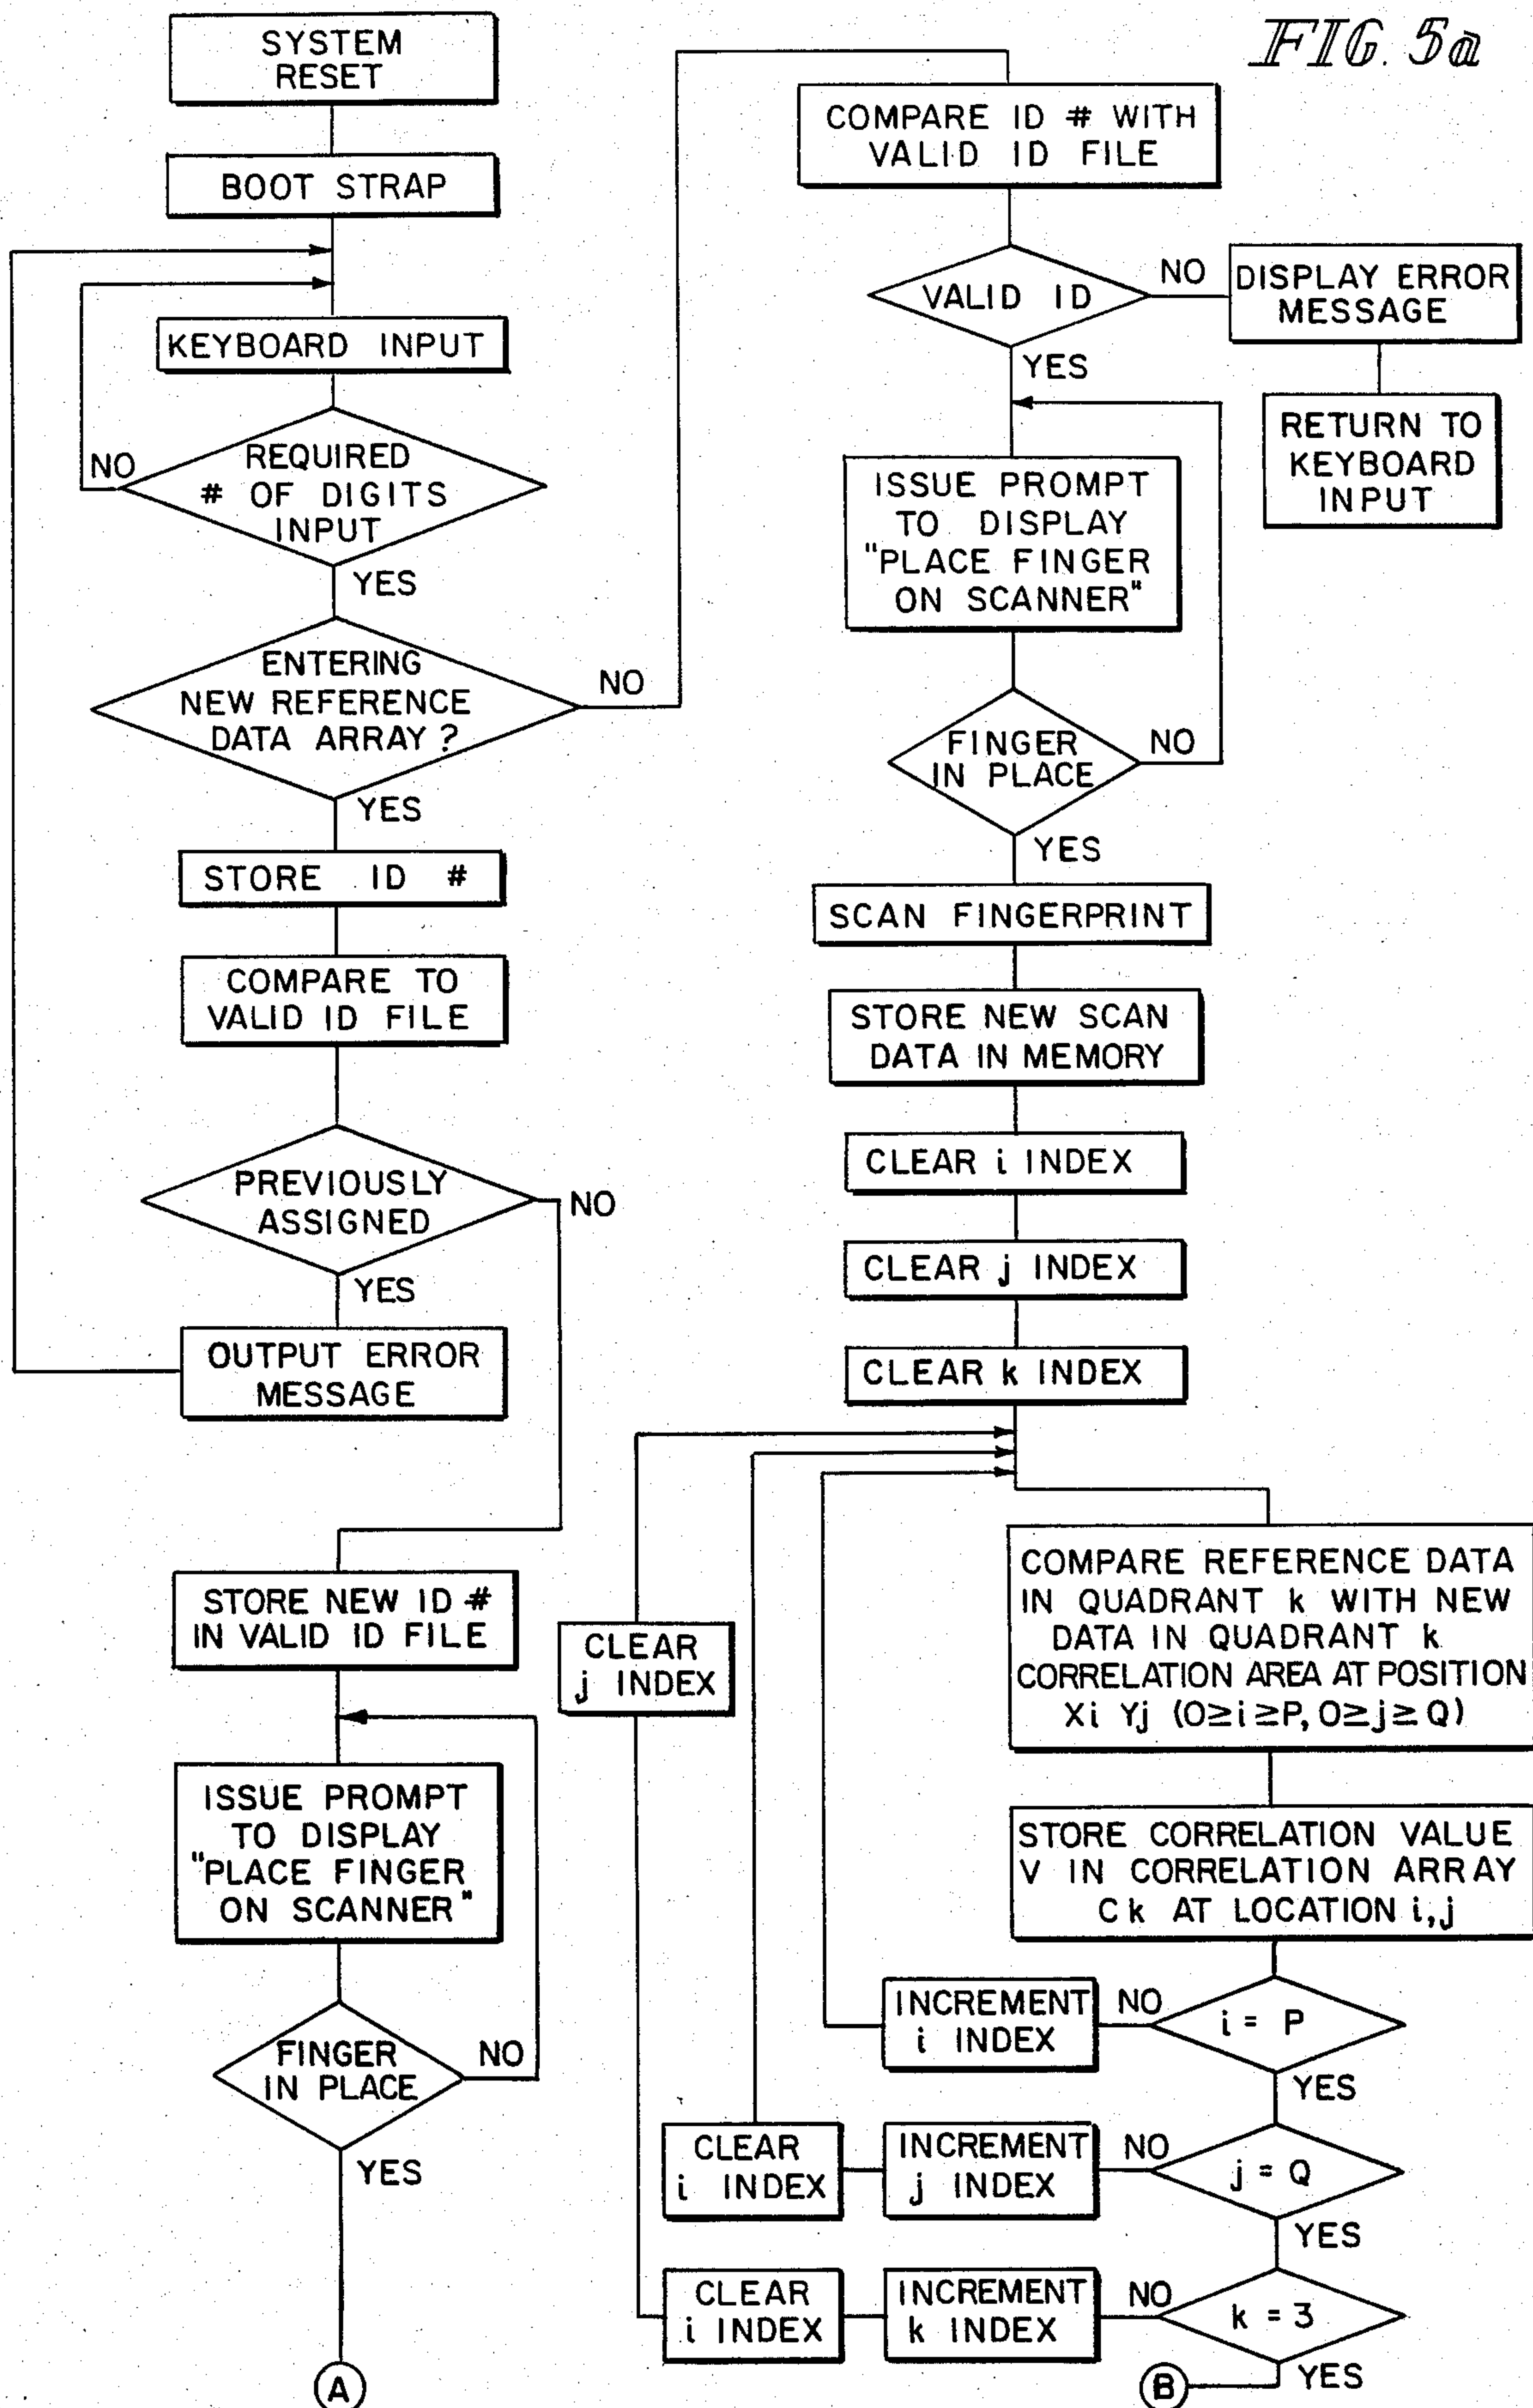 FIG. 5a
SYSTEM
RESET
BOOT STRAP
KEYBOARD INPUT
REQUIRED
# OF DIGITS
INPUT
NO
YES
ENTERING
NEW REFERENCE
DATA ARRAY?
NO
YES
STORE ID #
COMPARE TO
VALID ID FILE
PREVIOUSLY
ASSIGNED
NO
YES
OUTPUT ERROR
MESSAGE
STORE NEW ID #
IN VALID ID FILE
ISSUE PROMPT
TO DISPLAY
"PLACE FINGER
ON SCANNER"
FINGER
IN PLACE
NO
YES
A
COMPARE ID # WITH
VALID ID FILE
VALID ID
NO
DISPLAY ERROR
MESSAGE
RETURN TO
KEYBOARD
INPUT
YES
ISSUE PROMPT
TO DISPLAY
"PLACE FINGER
ON SCANNER"
FINGER
IN PLACE
NO
YES
SCAN FINGERPRINT
STORE NEW SCAN
DATA IN MEMORY
CLEAR i INDEX
CLEAR j INDEX
CLEAR k INDEX
COMPARE REFERENCE DATA
IN QUADRANT k WITH NEW
DATA IN QUADRANT k
CORRELATION AREA AT POSITION
Xi Yj (0≥i≥P, 0≥j≥Q)
STORE CORRELATION VALUE
V IN CORRELATION ARRAY
Ck AT LOCATION i,j
i = P
NO
INCREMENT
i INDEX
YES
j = Q
NO
INCREMENT
j INDEX
CLEAR
i INDEX
YES
k = 3
NO
INCREMENT
k INDEX
CLEAR
i INDEX
CLEAR
j INDEX
YES
B